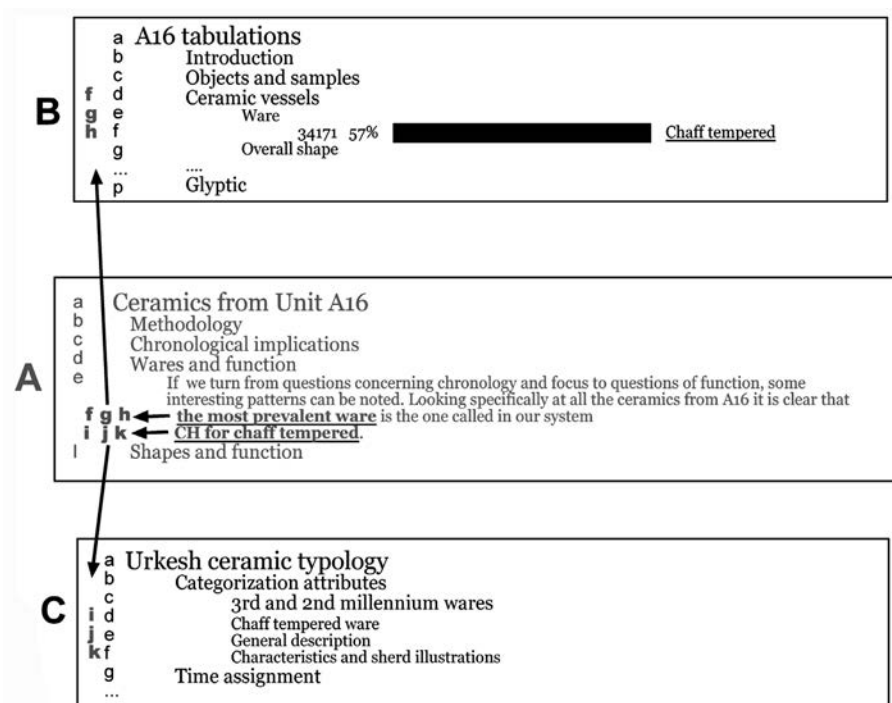 a A16 tabulations
b Introduction
c Objects and samples
f d Ceramic vessels
B g e Ware
h f 34171 57% Chaff tempered
g Overall shape
... ....
p Glyptic
a Ceramics from Unit A16
b Methodology
c Chronological implications
d Wares and function
A e If we turn from questions concerning chronology and focus to questions of function, some
interesting patterns can be noted. Looking specifically at all the ceramics from A16 it is clear that
f g h the most prevalent ware is the one called in our system
i j k CH for chaff tempered.
l Shapes and function
a Urkesh ceramic typology
b Categorization attributes
C c 3rd and 2nd millennium wares
i d Chaff tempered ware
j e General description
k f Characteristics and sherd illustrations
g Time assignment
...